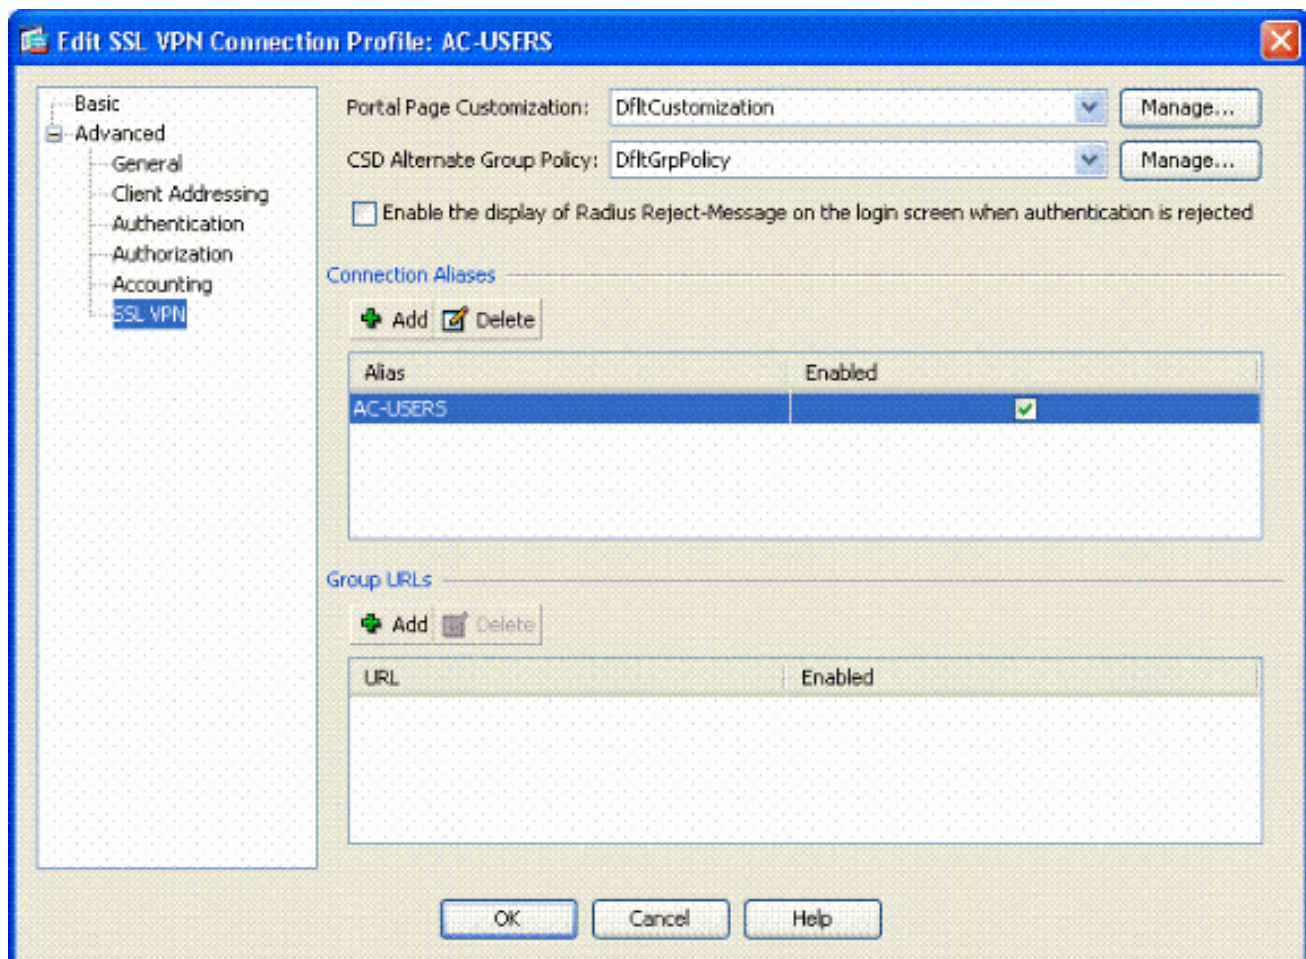 Edit SSL VPN Connection Profile: AC-USERS
Basic
Advanced
General
Client Addressing
Authentication
Authorization
Accounting
SSL VPN
Portal Page Customization: DfltCustomization Manage...
CSD Alternate Group Policy: DfltGrpPolicy Manage...
Enable the display of Radius Reject-Message on the login screen when authentication is rejected
Connection Aliases
Add Delete
Alias Enabled
AC-USERS
Group URLs
Add Delete
URL Enabled
OK Cancel Help